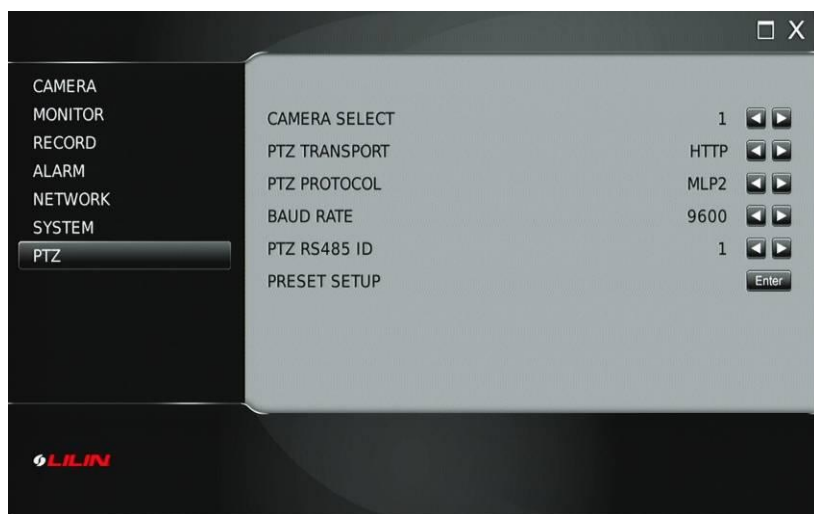 X
CAMERA
MONITOR
RECORD
ALARM
NETWORK
SYSTEM
PTZ
CAMERA SELECT 1
PTZ TRANSPORT HTTP
PTZ PROTOCOL MLP2
BAUD RATE 9600
PTZ RS485 ID 1
PRESET SETUP Enter
LILIN